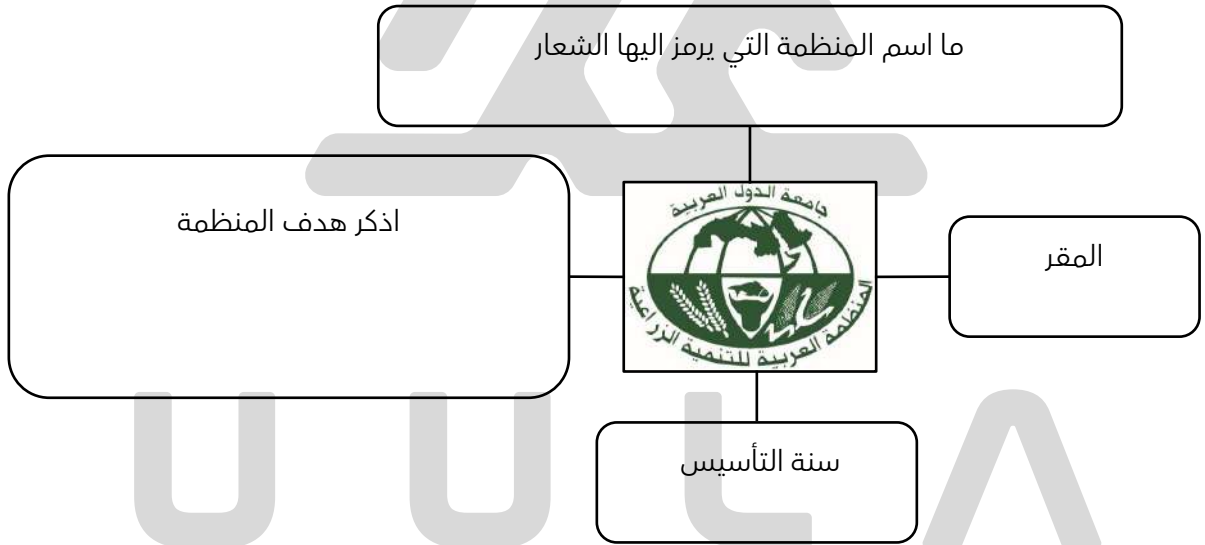 ما اسم المنظمة التي يرمز اليها الشعار
اذكر هدف المنظمة
جامعة الدول العربية
المنظمة العربية للتنمية الزراعية
المقر
سنة التأسيس
U U L A